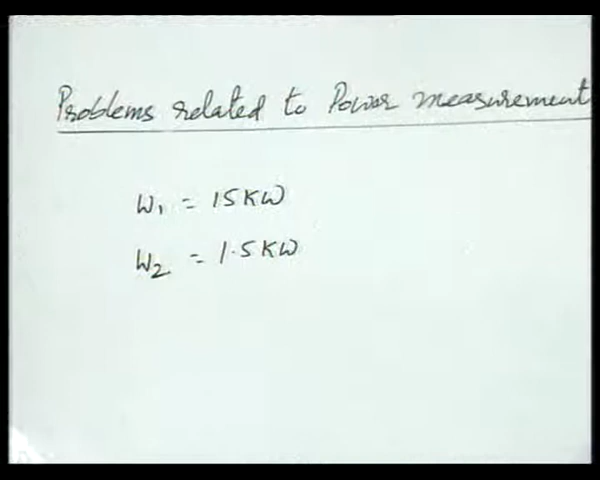 Problems related to Power measurement
W₁ = 15 KW
W₂ = 1.5 KW